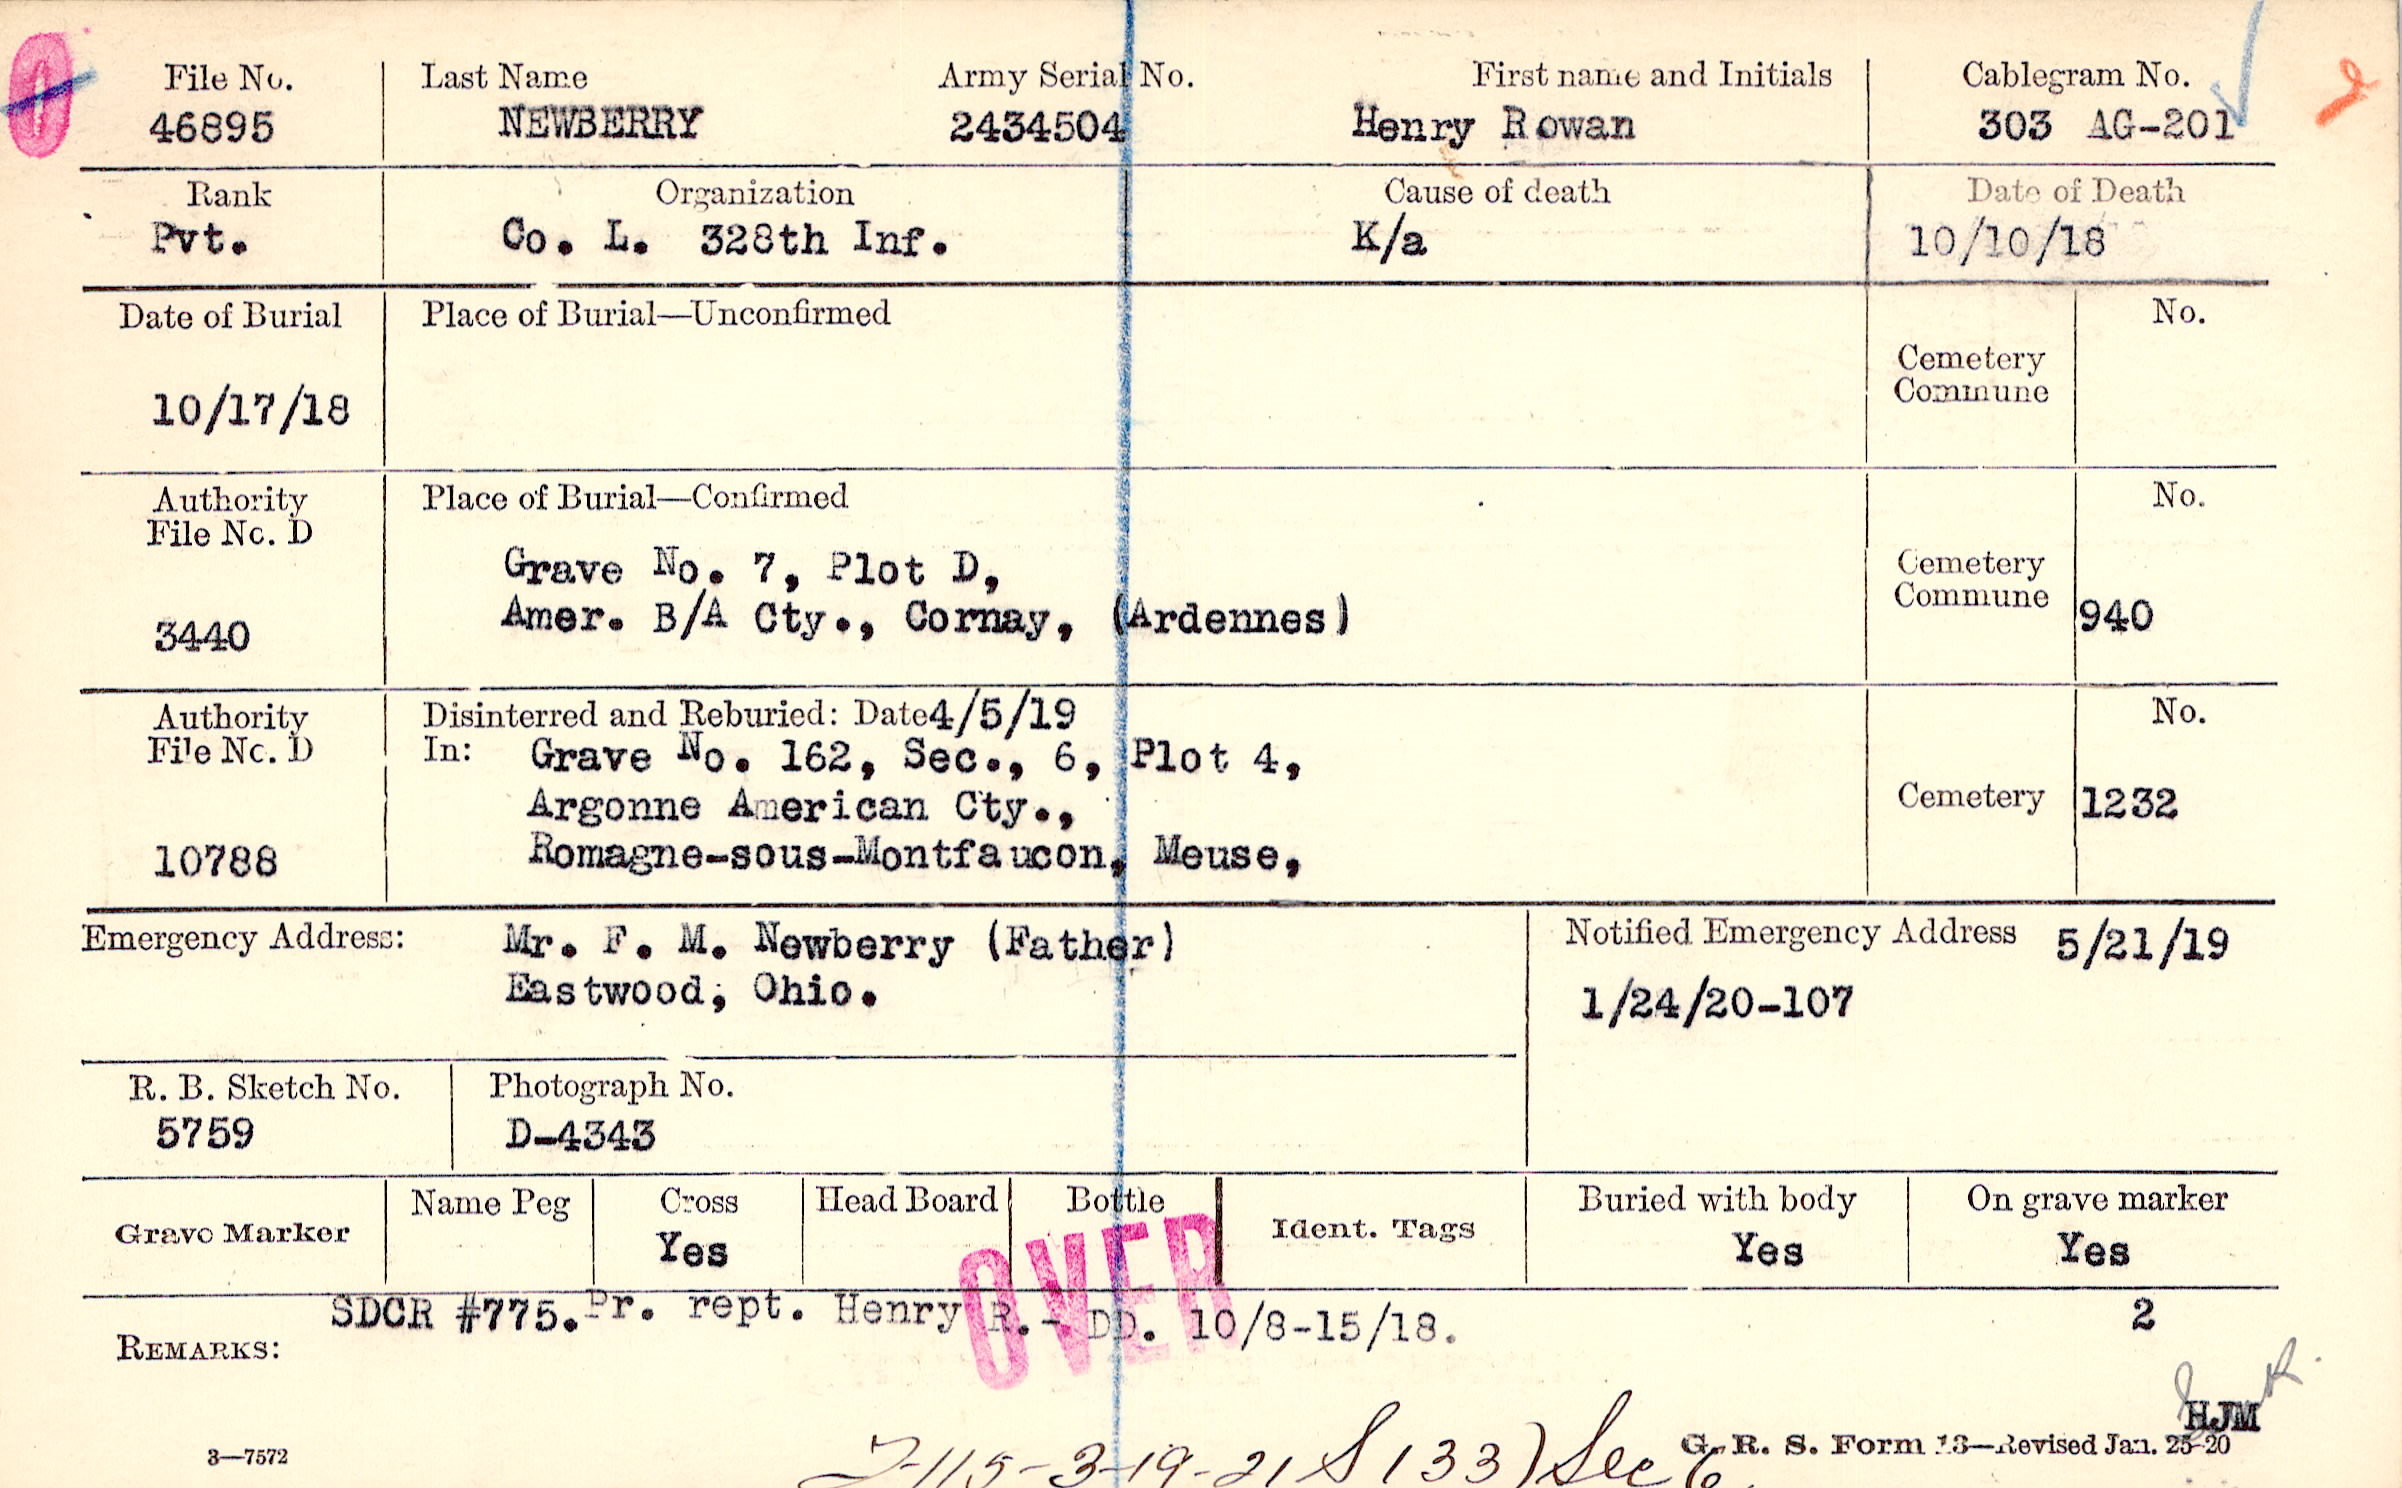 File No. Last Name Army Serial No. First name and Initials Cablegram No.
46895 NEWBERRY 2434504 Henry Rowan 303 AG-201
Rank Organization Cause of death Date of Death
Pvt. Co. L. 328th Inf. K/a 10/10/18
Date of Burial Place of Burial—Unconfirmed No.
Cemetery
Commune
10/17/18
Authority Place of Burial—Confirmed No.
File No. D
Grave No. 7, Plot D, Cemetery
Amer. B/A Cty., Cornay, (Ardennes) Commune 940
3440
Authority Disinterred and Reburied: Date 4/5/19 No.
File No. D In: Grave No. 162, Sec., 6, Plot 4,
Argonne American Cty., Cemetery 1232
10788 Romagne-sous-Montfaucon, Meuse,
Emergency Address: Mr. F. M. Newberry (Father) Notified Emergency Address 5/21/19
Eastwood, Ohio. 1/24/20-107
R. B. Sketch No. Photograph No.
5759 D-4343
Grave Marker Name Peg Cross Head Board Bottle Ident. Tags Buried with body On grave marker
Yes Yes Yes
OVER
SDCR #775. Pr. rept. Henry R.- DD. 10/8-15/18. 2
REMARKS:
HJM
3—7572 G. R. S. Form 13—Revised Jan. 25-20
-115-3-19-21 S (33) Sec 6